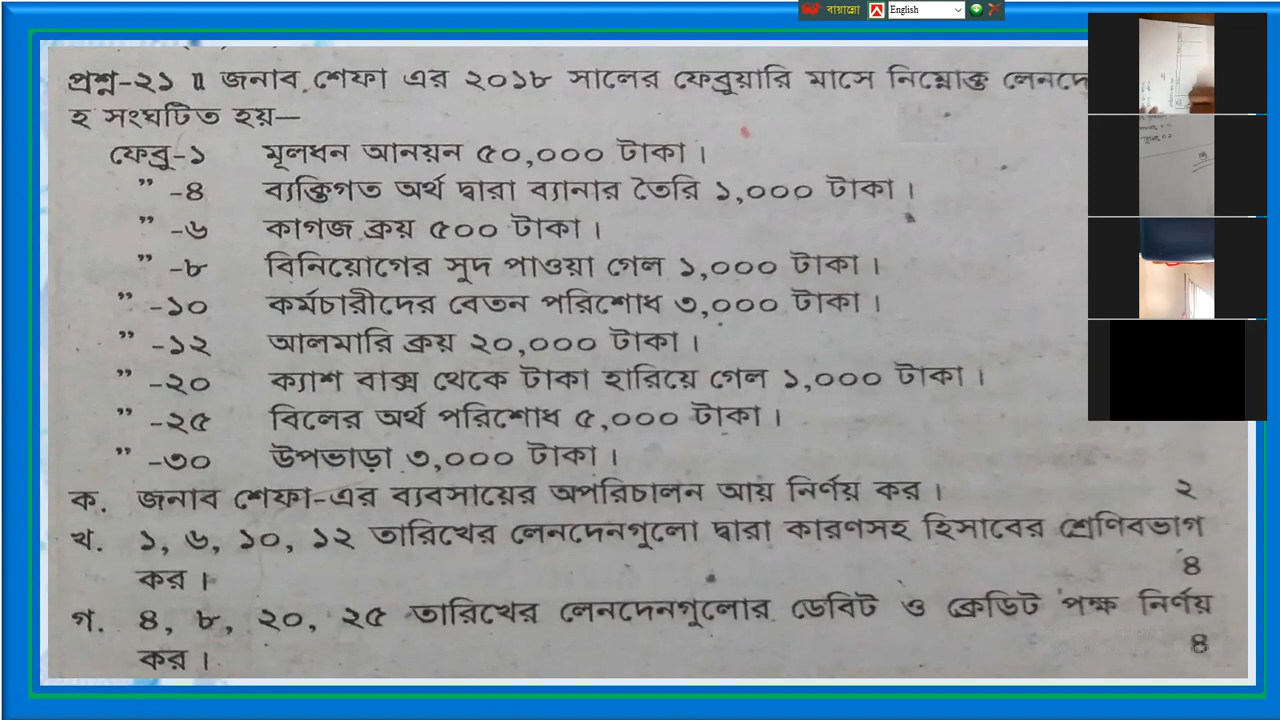 বায়ান্নো English
প্রশ্ন-২১ ॥ জনাব শেফা এর ২০১৮ সালের ফেব্রুয়ারি মাসে নিম্নোক্ত লেনদে
হ সংঘটিত হয়—
ফেব্রু-১ মূলধন আনয়ন ৫০,০০০ টাকা।
” -৪ ব্যক্তিগত অর্থ দ্বারা ব্যানার তৈরি ১,০০০ টাকা।
” -৬ কাগজ ক্রয় ৫০০ টাকা।
” -৮ বিনিয়োগের সুদ পাওয়া গেল ১,০০০ টাকা।
” -১০ কর্মচারীদের বেতন পরিশোধ ৩,০০০ টাকা।
” -১২ আলমারি ক্রয় ২০,০০০ টাকা।
” -২০ ক্যাশ বাক্স থেকে টাকা হারিয়ে গেল ১,০০০ টাকা।
” -২৫ বিলের অর্থ পরিশোধ ৫,০০০ টাকা।
” -৩০ উপভাড়া ৩,০০০ টাকা।
ক. জনাব শেফা-এর ব্যবসায়ের অপরিচালন আয় নির্ণয় কর। ২
খ. ১, ৬, ১০, ১২ তারিখের লেনদেনগুলো দ্বারা কারণসহ হিসাবের শ্রেণিবিভাগ
কর। ৪
গ. ৪, ৮, ২০, ২৫ তারিখের লেনদেনগুলোর ডেবিট ও ক্রেডিট পক্ষ নির্ণয়
কর। ৪